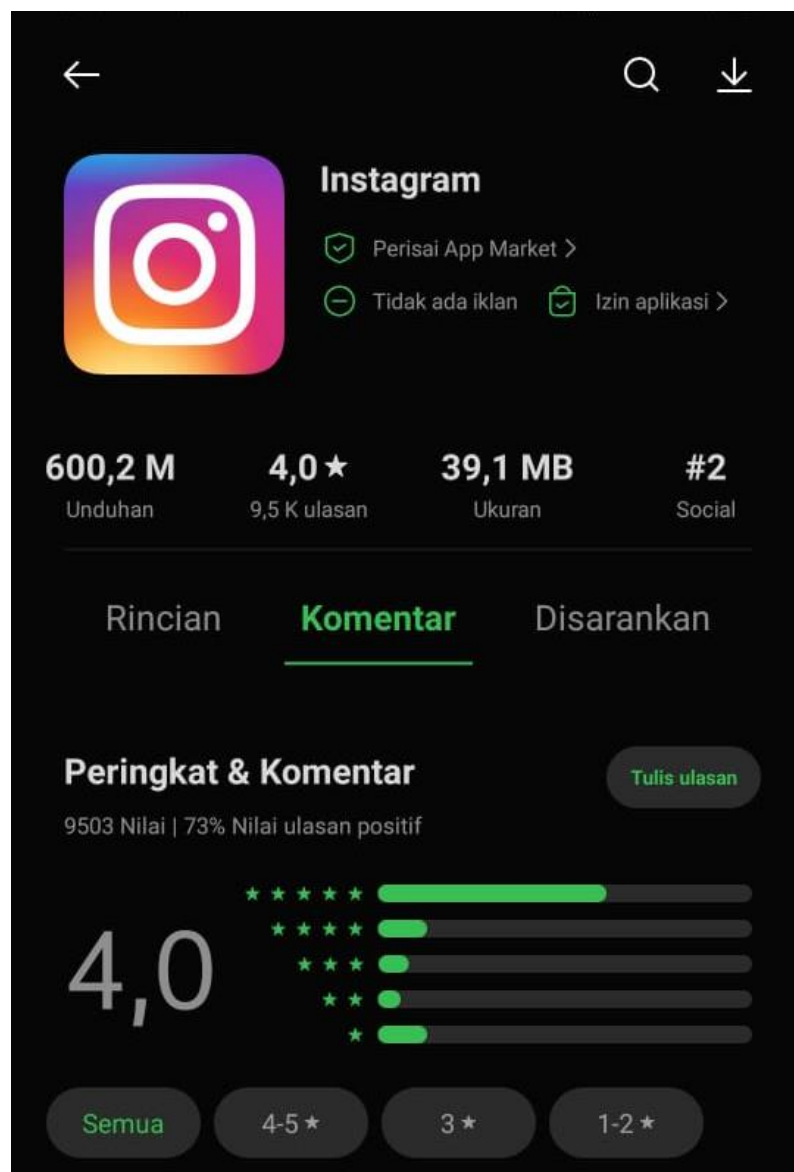 Instagram
Perisai App Market >
Tidak ada iklan Izin aplikasi >
600,2 M 4,0 ★ 39,1 MB #2
Unduhan 9,5 K ulasan Ukuran Social
Rincian Komentar Disarankan
Peringkat & Komentar Tulis ulasan
9503 Nilai | 73% Nilai ulasan positif
★ ★ ★ ★ ★
★ ★ ★ ★
4,0
★ ★ ★
★ ★
★
Semua 4-5 ★ 3 ★ 1-2 ★